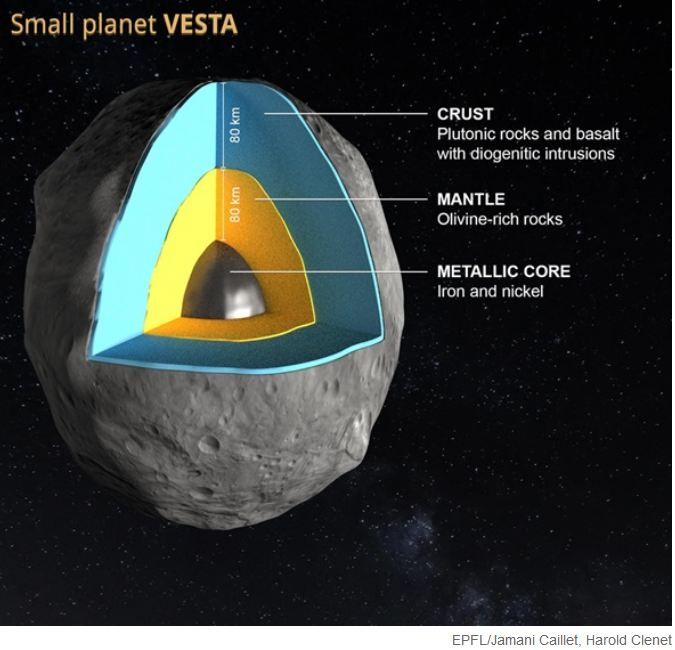 Small planet VESTA
80 km
CRUST
Plutonic rocks and basalt
with diogenitic intrusions
80 km
MANTLE
Olivine-rich rocks
METALLIC CORE
Iron and nickel
EPFL/Jamani Caillet, Harold Clenet